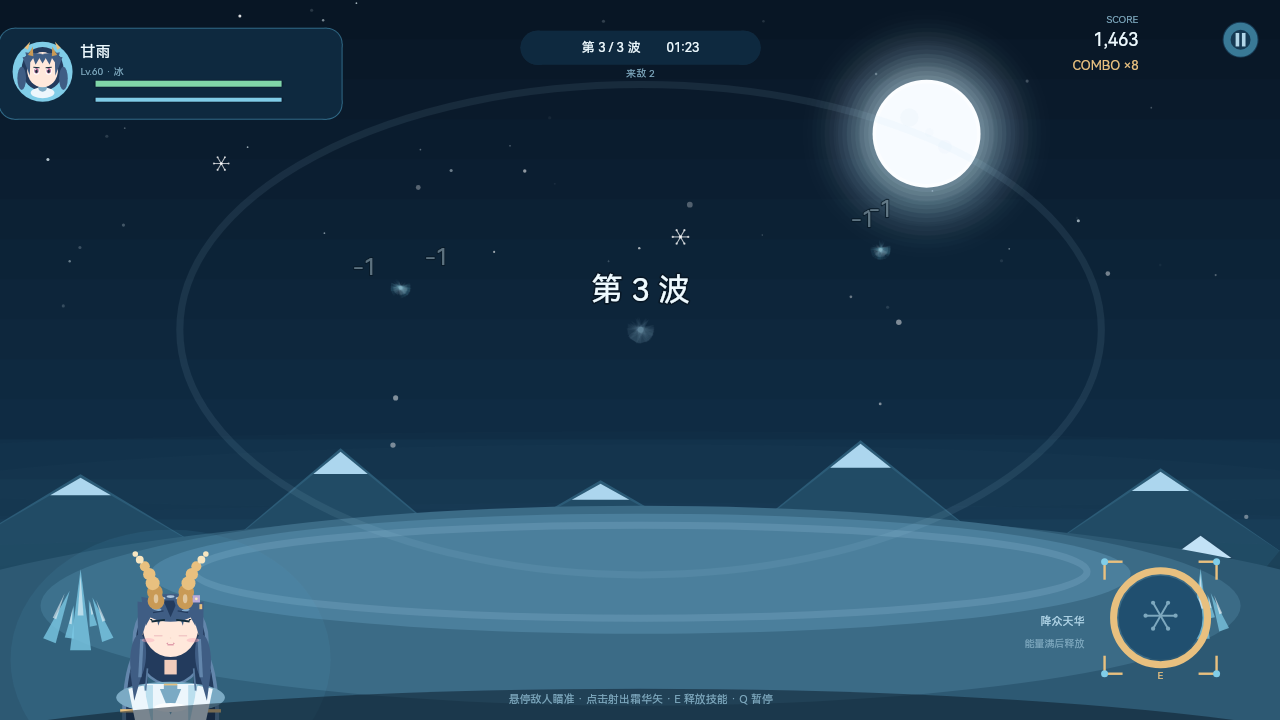 甘雨
Lv.60 · 冰
第 3 / 3 波 01:23
来敌 2
SCORE
1,463
COMBO ×8
-1
-1
-1
-1
第 3 波
降众天华
能量满后释放
E
悬停敌人瞄准 · 点击射出霜华矢 · E 释放技能 · Q 暂停